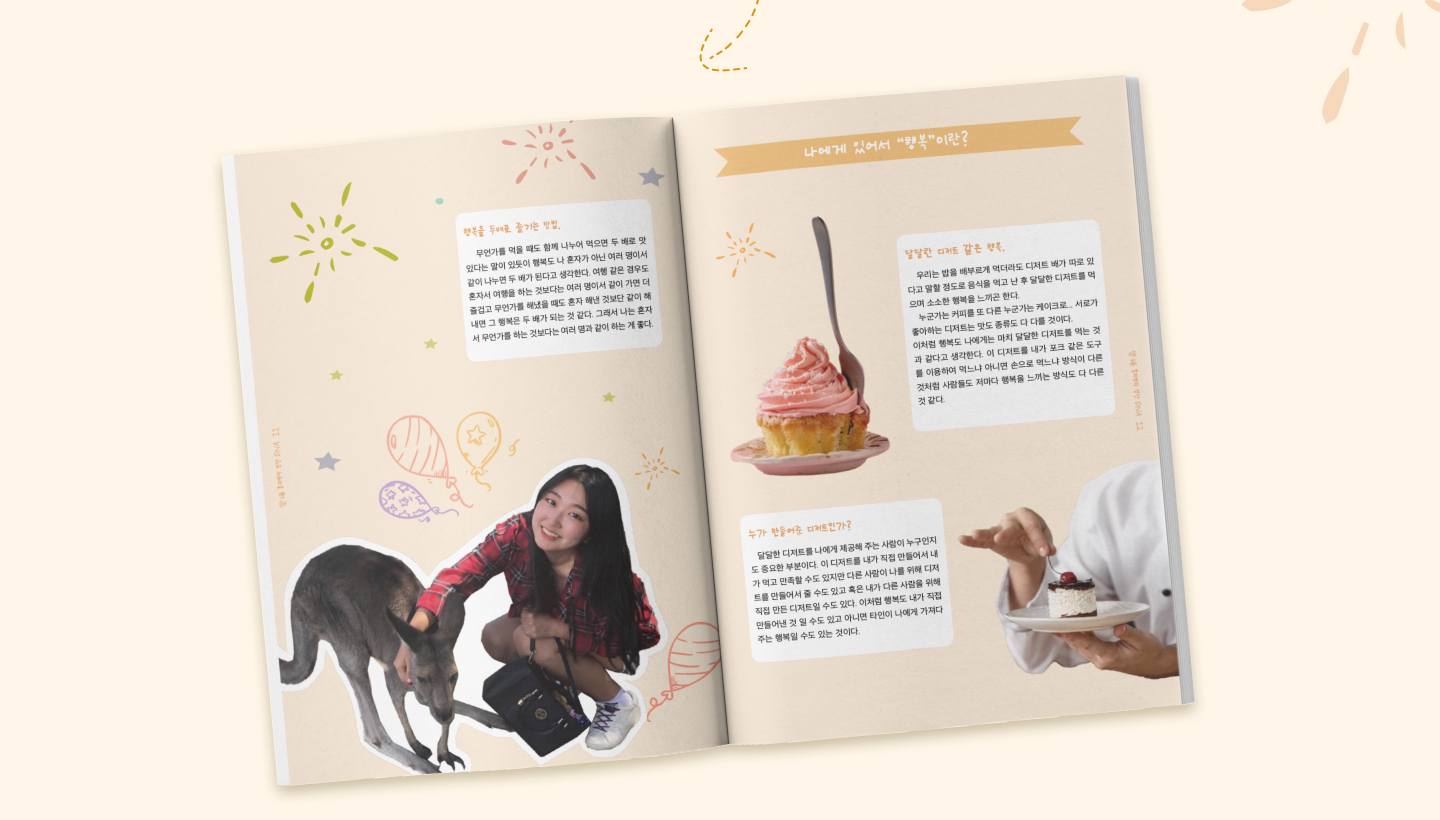 행복을 두배로 즐기는 방법.
무언가를 먹을 때도 함께 나누어 먹으면 두 배로 맛
있다는 말이 있듯이 행복도 나 혼자가 아닌 여러 명이서
같이 나누면 두 배가 된다고 생각한다. 여행 같은 경우도
혼자서 여행을 하는 것보다는 여러 명이서 같이 가면 더
즐겁고 무언가를 해냈을 때도 혼자 해낸 것보단 같이 해
내면 그 행복은 두 배가 되는 것 같다. 그래서 나는 혼자
서 무언가를 하는 것보다는 여러 명과 같이 하는 게 좋다.
나에게 있어서 “행복”이란?
달달한 디저트 같은 행복.
우리는 밥을 배부르게 먹더라도 디저트 배가 따로 있
다고 말할 정도로 음식을 먹고 난 후 달달한 디저트를 먹
으며 소소한 행복을 느끼곤 한다.
누군가는 커피를 또 다른 누군가는 케이크로... 서로가
좋아하는 디저트는 맛도 종류도 다 다를 것이다.
이처럼 행복도 나에게는 마치 달달한 디저트를 먹는 것
과 같다고 생각한다. 이 디저트를 내가 포크 같은 도구
를 이용하여 먹느냐 아니면 손으로 먹느냐 방식이 다른
것처럼 사람들도 저마다 행복을 느끼는 방식도 다 다른
것 같다.
누가 만들어준 디저트인가?
달달한 디저트를 나에게 제공해 주는 사람이 누구인지
도 중요한 부분이다. 이 디저트를 내가 직접 만들어서 내
가 먹고 만족할 수도 있지만 다른 사람이 나를 위해 디저
트를 만들어서 줄 수도 있고 혹은 내가 다른 사람을 위해
직접 만든 디저트일 수도 있다. 이처럼 행복도 내가 직접
만들어낸 것 일 수도 있고 아니면 타인이 나에게 가져다
주는 행복일 수도 있는 것이다.